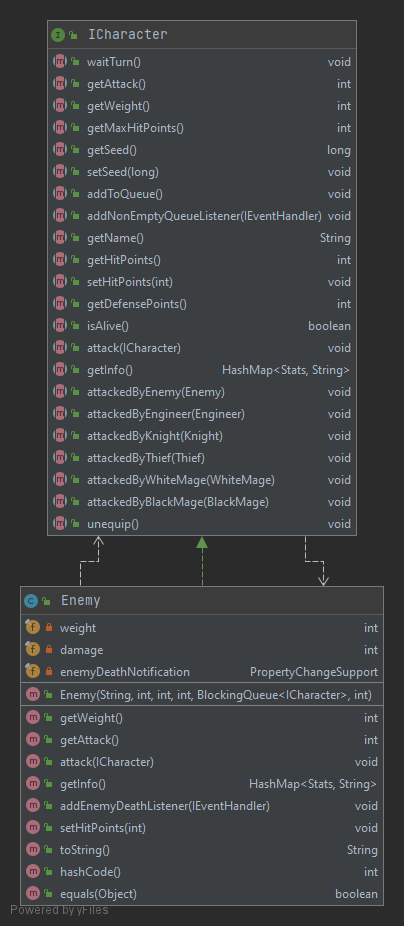 ICharacter
waitTurn() void
getAttack() int
getWeight() int
getMaxHitPoints() int
getSeed() long
setSeed(long) void
addToQueue() void
addNonEmptyQueueListener(IEventHandler) void
getName() String
getHitPoints() int
setHitPoints(int) void
getDefensePoints() int
isAlive() boolean
attack(ICharacter) void
getInfo() HashMap<Stats, String>
attackedByEnemy(Enemy) void
attackedByEngineer(Engineer) void
attackedByKnight(Knight) void
attackedByThief(Thief) void
attackedByWhiteMage(WhiteMage) void
attackedByBlackMage(BlackMage) void
unequip() void
Enemy
weight int
damage int
enemyDeathNotification PropertyChangeSupport
Enemy(String, int, int, int, BlockingQueue<ICharacter>, int)
getWeight() int
getAttack() int
attack(ICharacter) void
getInfo() HashMap<Stats, String>
addEnemyDeathListener(IEventHandler) void
setHitPoints(int) void
toString() String
hashCode() int
equals(Object) boolean
Powered by yFiles